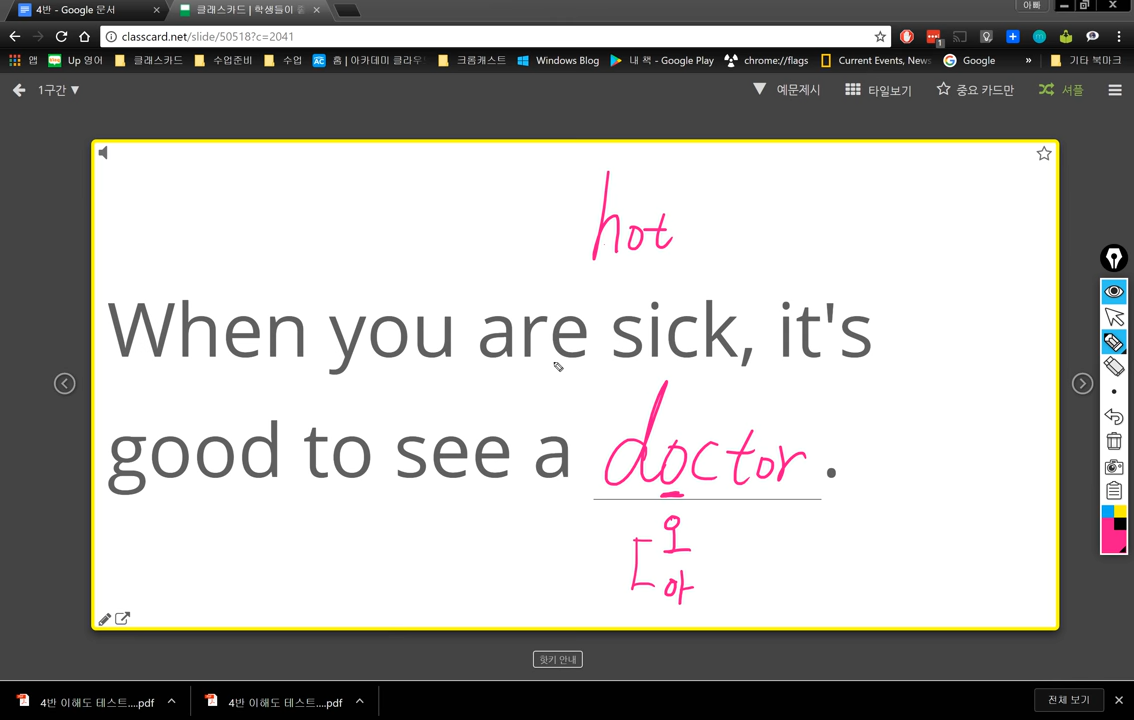 4반 - Google 문서
클래스카드 | 학생들이 
아빠
classcard.net/slide/50518?c=2041
1
앱 Up 영어 클래스카드 수업준비 수업 AC 홈 | 아카데미 클라우 크롬캐스트 Windows Blog 내 책 - Google Play chrome://flags Current Events, News Google » 기타 북마크
1구간 ▼ ▼ 예문제시 타일보기 중요 카드만 셔플
hot
When you are sick, it's
good to see a doctor.
오
아
핫키 안내
4반 이해도 테스트....pdf 4반 이해도 테스트....pdf 전체 보기